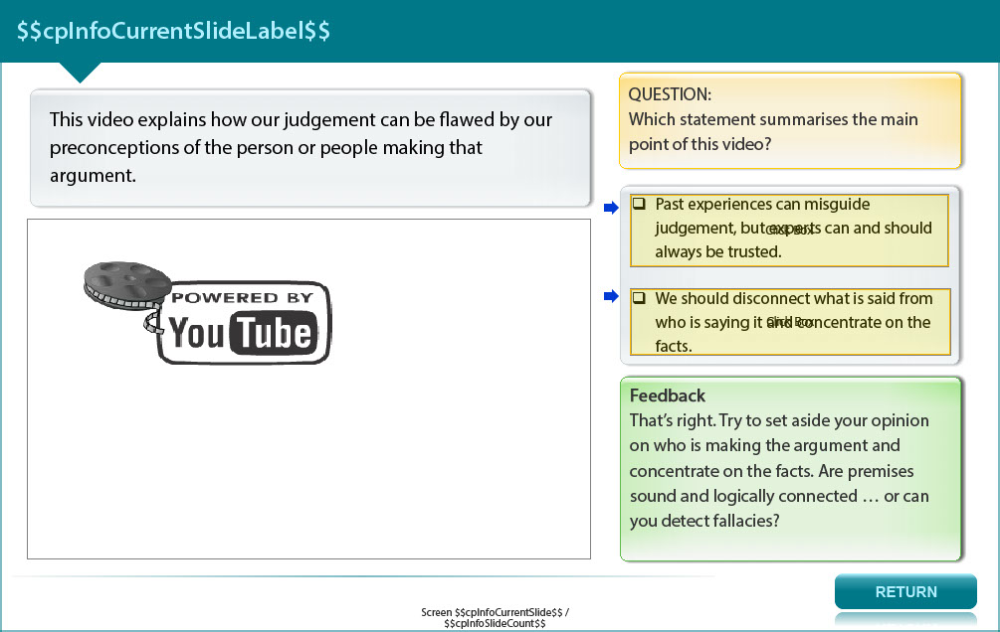 $$cpInfoCurrentSlideLabel$$
This video explains how our judgement can be flawed by our
preconceptions of the person or people making that
argument.
POWERED BY
YouTube
QUESTION:
Which statement summarises the main
point of this video?
Past experiences can misguide
judgement, but experts can and should
always be trusted.
Click Box
We should disconnect what is said from
who is saying it and concentrate on the
facts.
Click Box
Feedback
That’s right. Try to set aside your opinion
on who is making the argument and
concentrate on the facts. Are premises
sound and logically connected … or can
you detect fallacies?
RETURN
Screen $$cpInfoCurrentSlide$$ /
$$cpInfoSlideCount$$